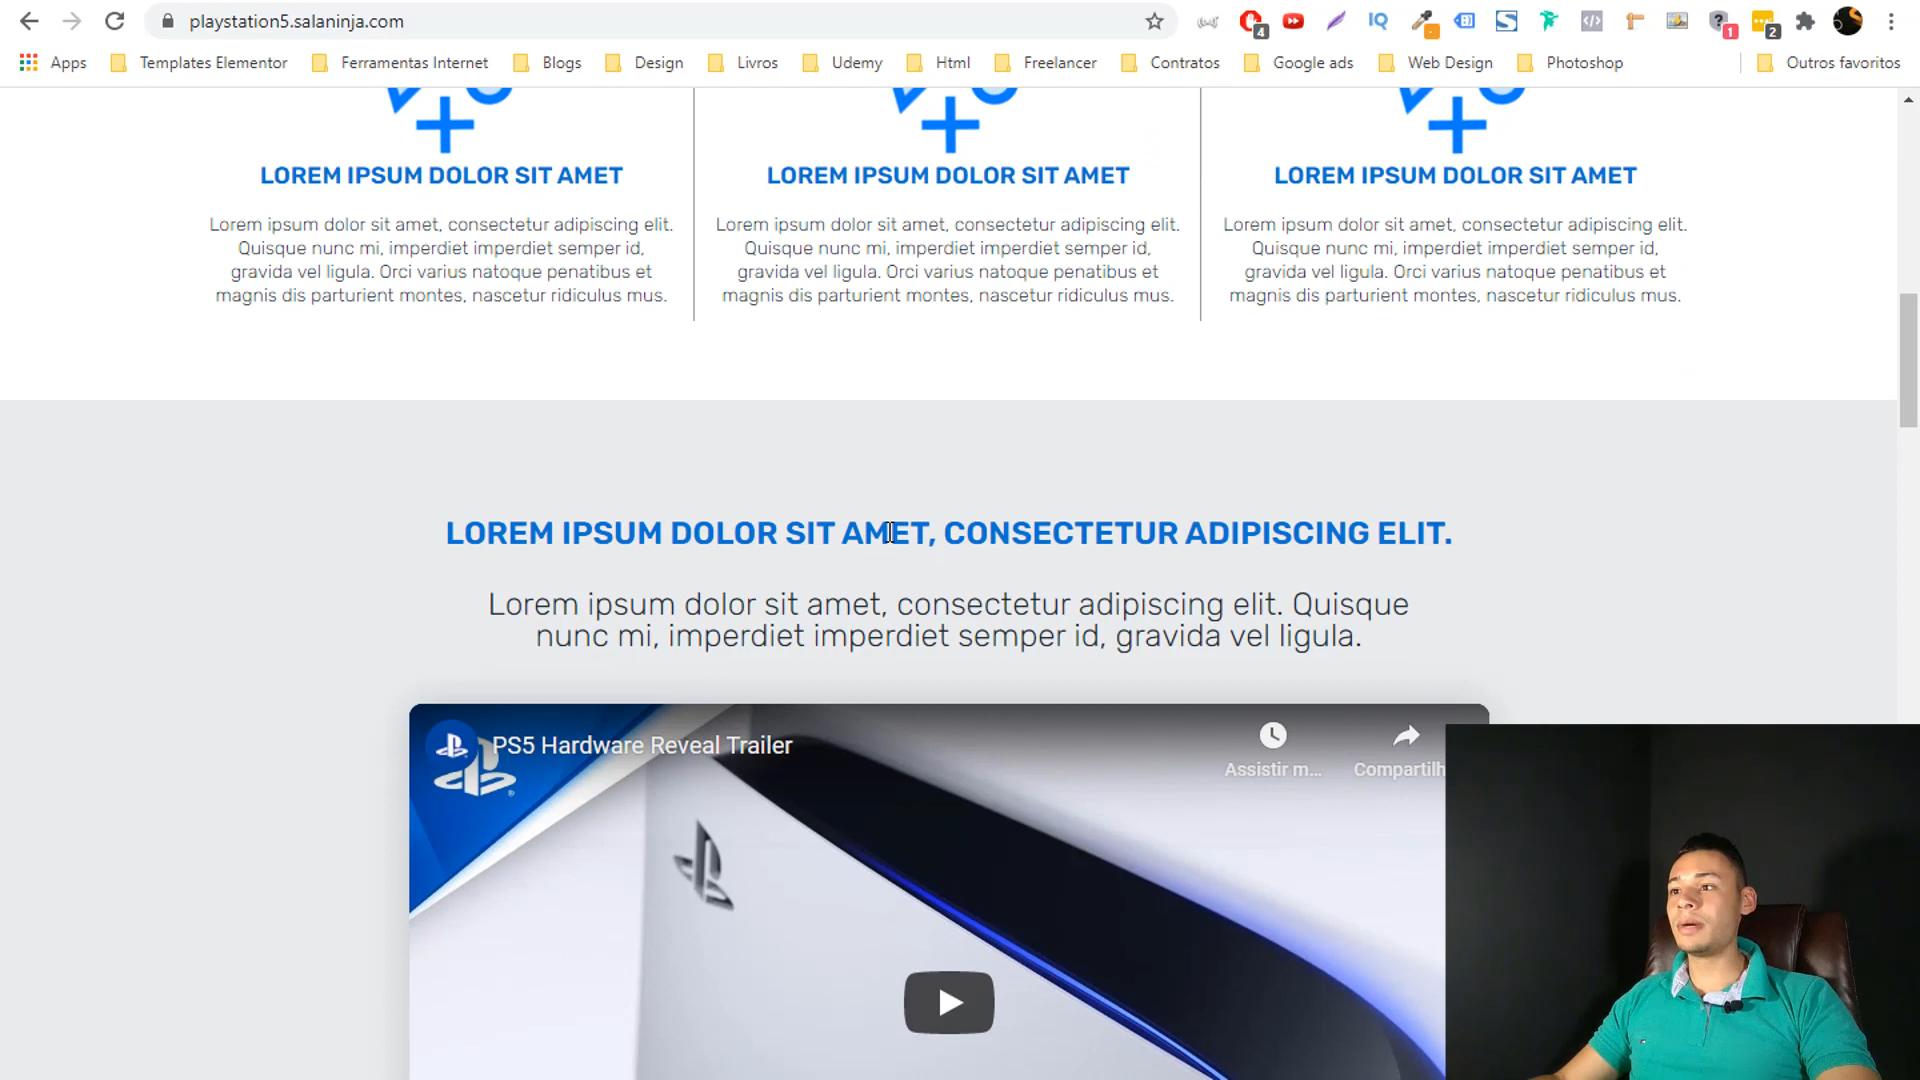 playstation5.salaninja.com
4
1
2
Apps
Templates Elementor
Ferramentas Internet
Blogs
Design
Livros
Udemy
Html
Freelancer
Contratos
Google ads
Web Design
Photoshop
Outros favoritos
LOREM IPSUM DOLOR SIT AMET
Lorem ipsum dolor sit amet, consectetur adipiscing elit.
Quisque nunc mi, imperdiet imperdiet semper id,
gravida vel ligula. Orci varius natoque penatibus et
magnis dis parturient montes, nascetur ridiculus mus.
LOREM IPSUM DOLOR SIT AMET
Lorem ipsum dolor sit amet, consectetur adipiscing elit.
Quisque nunc mi, imperdiet imperdiet semper id,
gravida vel ligula. Orci varius natoque penatibus et
magnis dis parturient montes, nascetur ridiculus mus.
LOREM IPSUM DOLOR SIT AMET
Lorem ipsum dolor sit amet, consectetur adipiscing elit.
Quisque nunc mi, imperdiet imperdiet semper id,
gravida vel ligula. Orci varius natoque penatibus et
magnis dis parturient montes, nascetur ridiculus mus.
LOREM IPSUM DOLOR SIT AMET, CONSECTETUR ADIPISCING ELIT.
Lorem ipsum dolor sit amet, consectetur adipiscing elit. Quisque
nunc mi, imperdiet imperdiet semper id, gravida vel ligula.
PS5 Hardware Reveal Trailer
Assistir m...
Compartilh